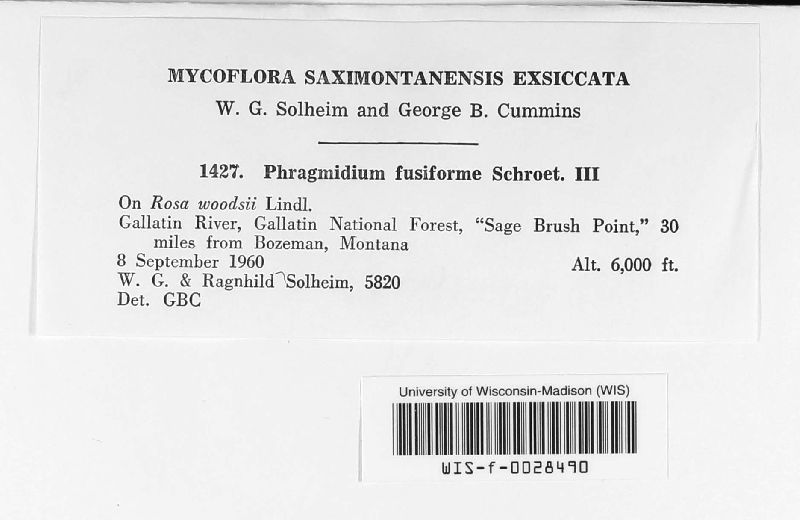 MYCOFLORA SAXIMONTANENSIS EXSICCATA
W. G. Solheim and George B. Cummins
1427. Phragmidium fusiforme Schroet. III
On Rosa woodsii Lindl.
Gallatin River, Gallatin National Forest, “Sage Brush Point,” 30
miles from Bozeman, Montana
8 September 1960 Alt. 6,000 ft.
W. G. & Ragnhild Solheim, 5820
Det. GBC
University of Wisconsin-Madison (WIS)
WIS-f-0028490